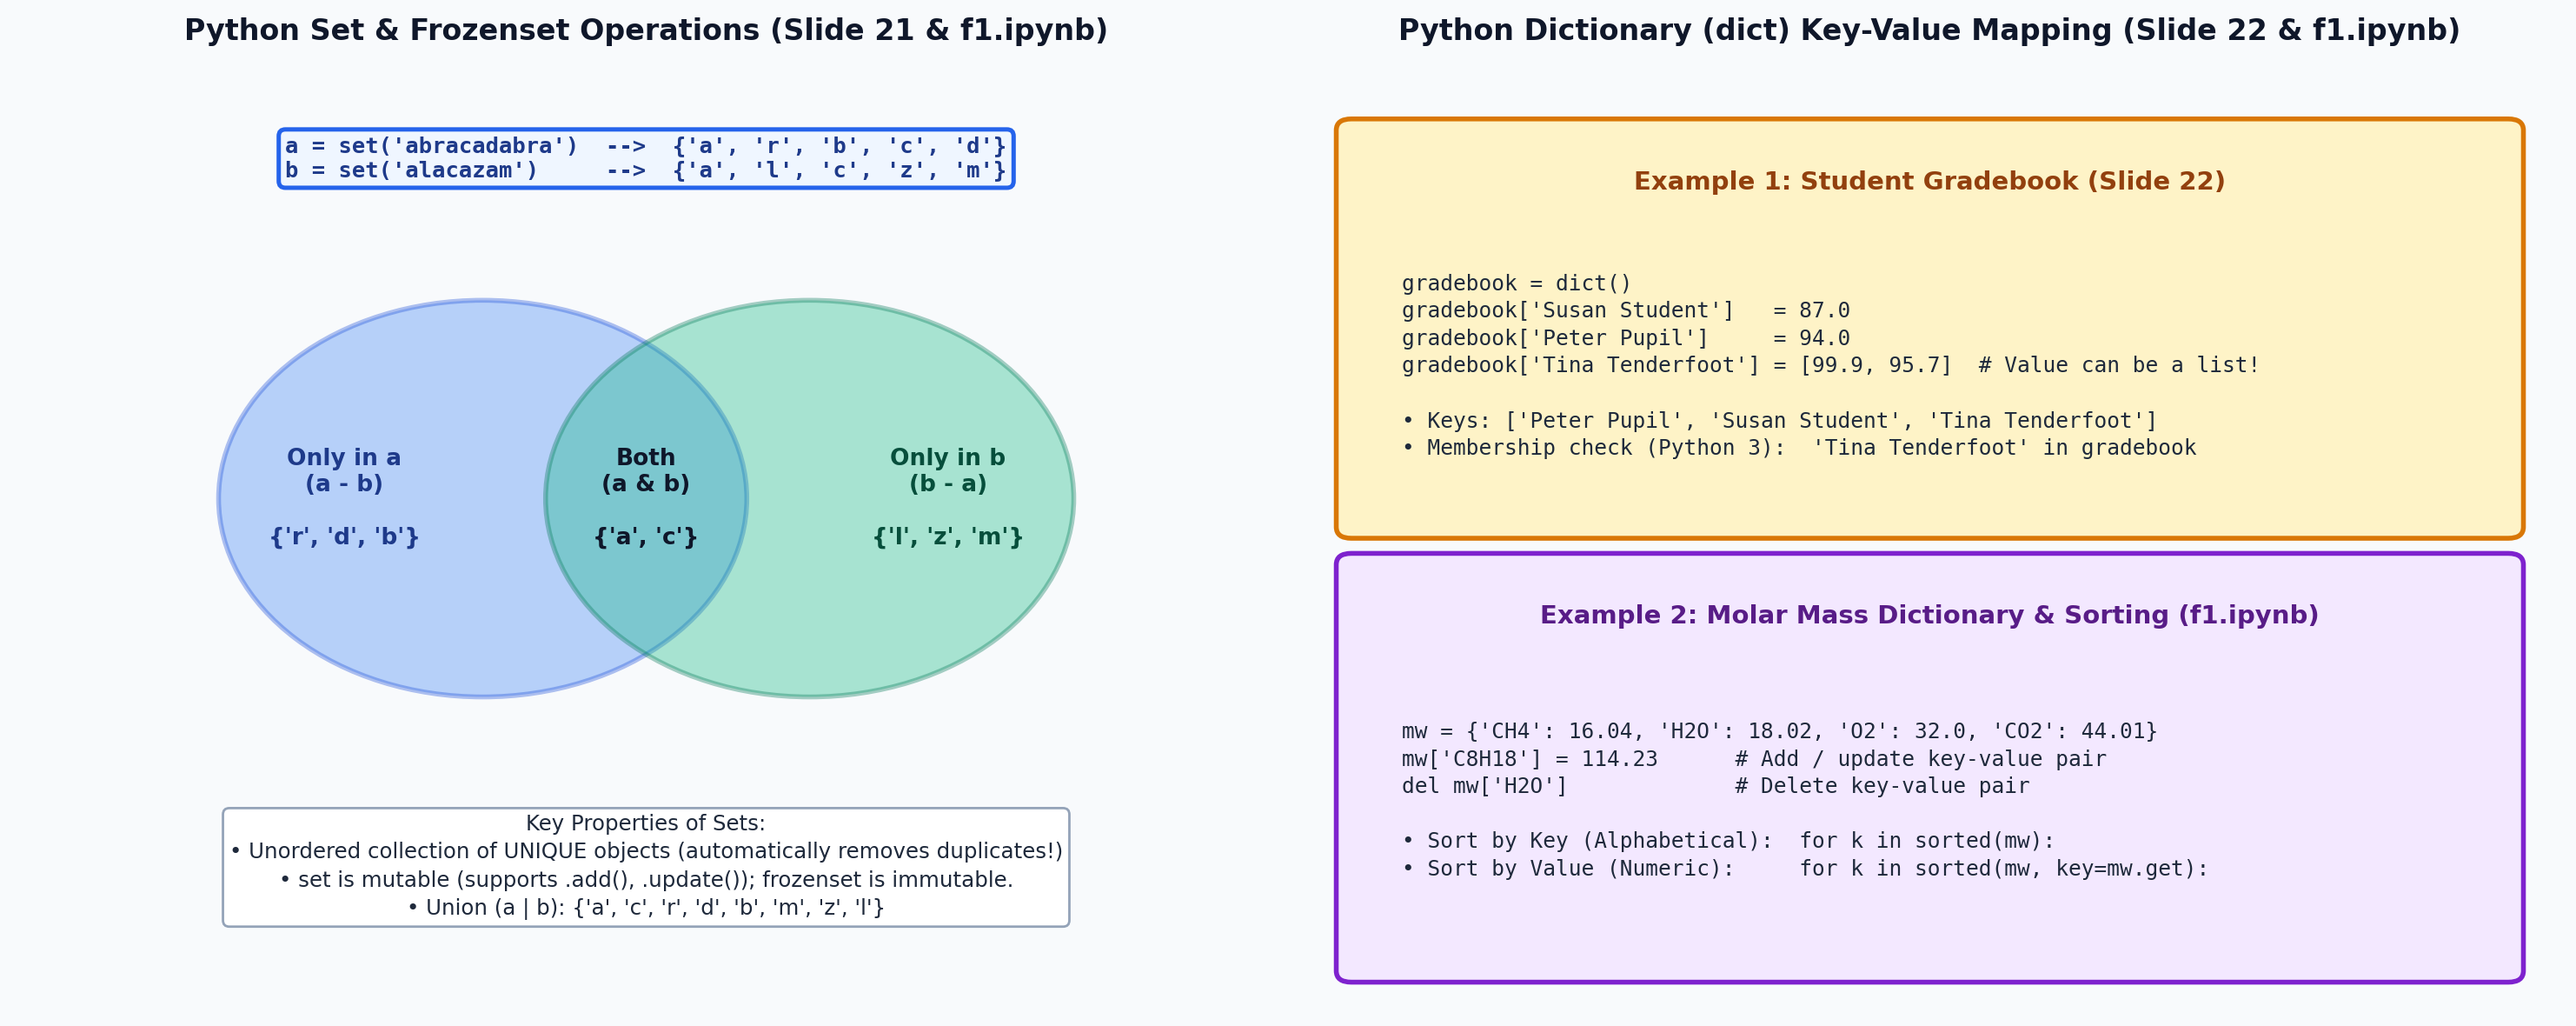 Python Set & Frozenset Operations (Slide 21 & f1.ipynb)
a = set('abracadabra')  -->  {'a', 'r', 'b', 'c', 'd'}
b = set('alacazam')     -->  {'a', 'l', 'c', 'z', 'm'}
Only in a
(a - b)
{'r', 'd', 'b'}
Both
(a & b)
{'a', 'c'}
Only in b
(b - a)
{'l', 'z', 'm'}
Key Properties of Sets:
• Unordered collection of UNIQUE objects (automatically removes duplicates!)
• set is mutable (supports .add(), .update()); frozenset is immutable.
• Union (a | b): {'a', 'c', 'r', 'd', 'b', 'm', 'z', 'l'}
Python Dictionary (dict) Key-Value Mapping (Slide 22 & f1.ipynb)
Example 1: Student Gradebook (Slide 22)
gradebook = dict()
gradebook['Susan Student']   = 87.0
gradebook['Peter Pupil']     = 94.0
gradebook['Tina Tenderfoot'] = [99.9, 95.7]  # Value can be a list!
• Keys: ['Peter Pupil', 'Susan Student', 'Tina Tenderfoot']
• Membership check (Python 3):  'Tina Tenderfoot' in gradebook
Example 2: Molar Mass Dictionary & Sorting (f1.ipynb)
mw = {'CH4': 16.04, 'H2O': 18.02, 'O2': 32.0, 'CO2': 44.01}
mw['C8H18'] = 114.23      # Add / update key-value pair
del mw['H2O']             # Delete key-value pair
• Sort by Key (Alphabetical):  for k in sorted(mw):
• Sort by Value (Numeric):     for k in sorted(mw, key=mw.get):